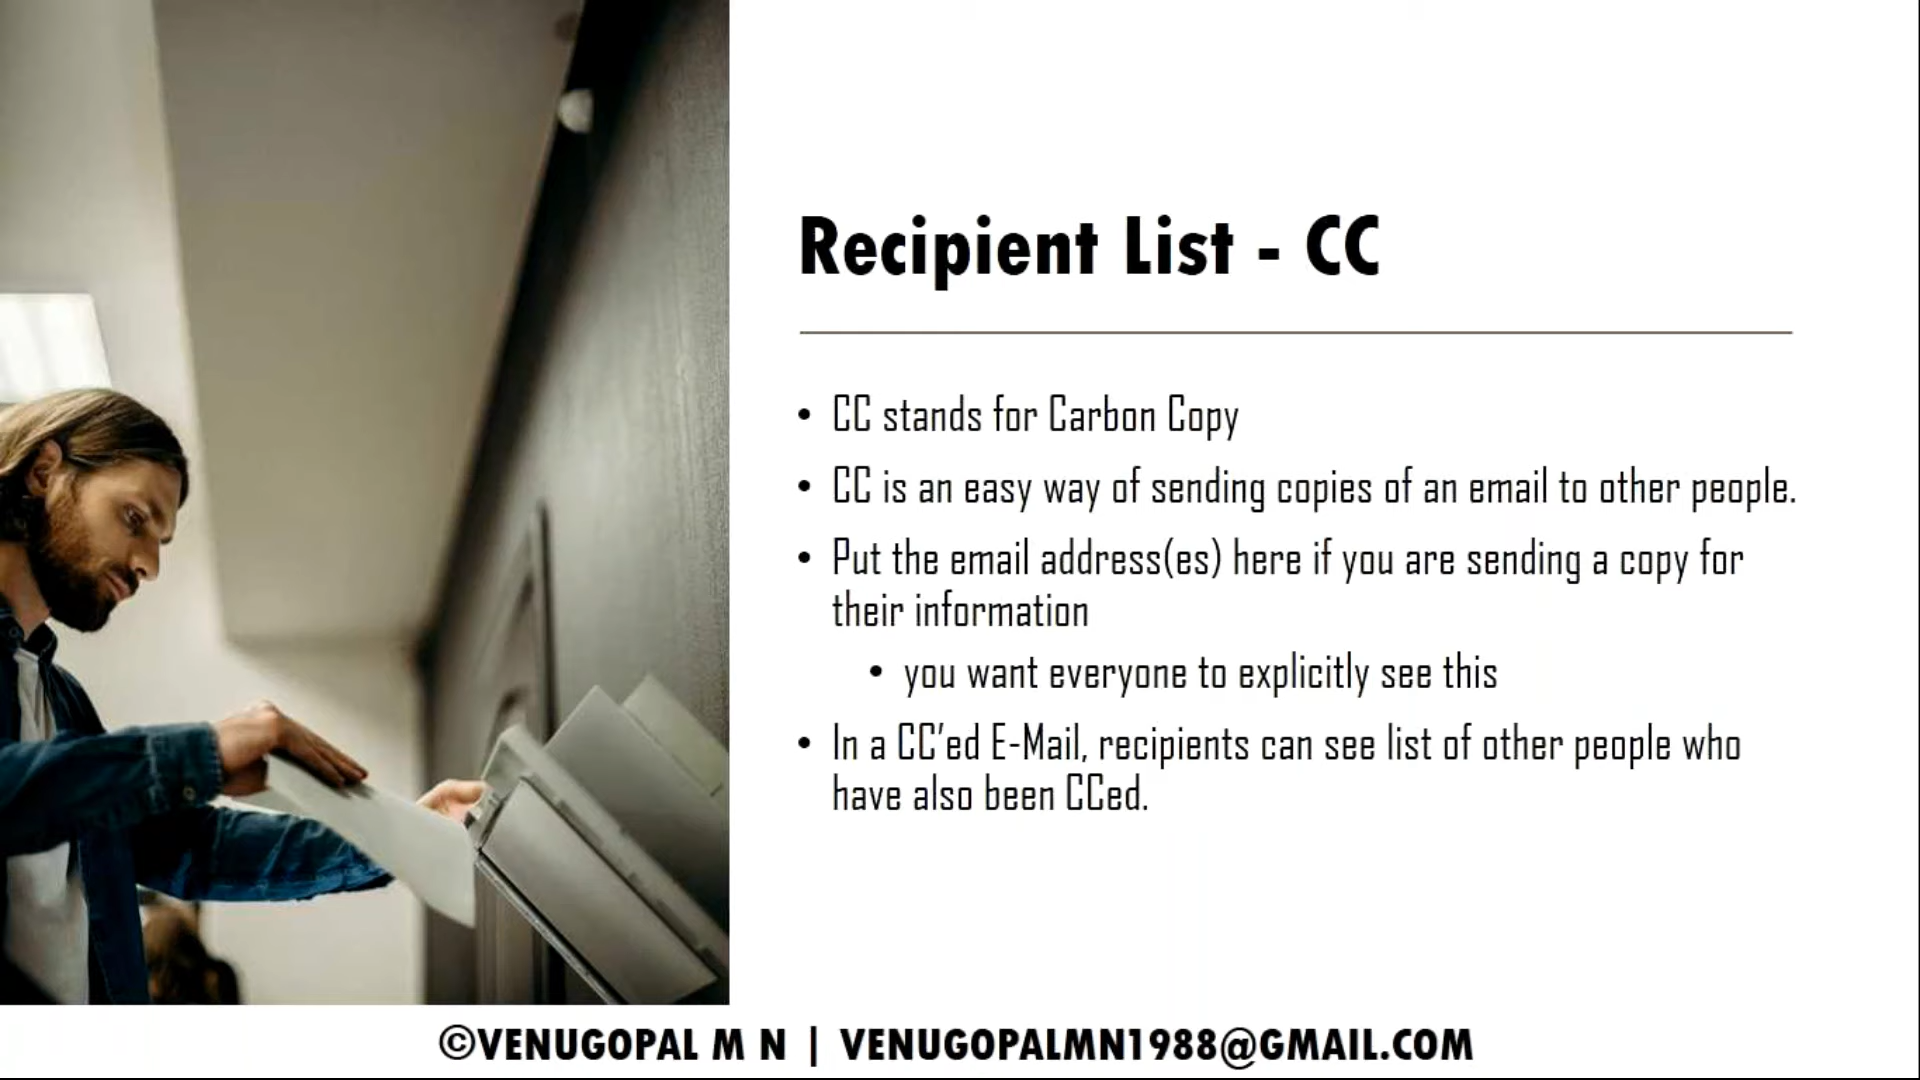 Recipient List - CC
• CC stands for Carbon Copy
• CC is an easy way of sending copies of an email to other people.
• Put the email address(es) here if you are sending a copy for
their information
• you want everyone to explicitly see this
• In a CC’ed E-Mail, recipients can see list of other people who
have also been CCed.
©VENUGOPAL M N | VENUGOPALMN1988@GMAIL.COM